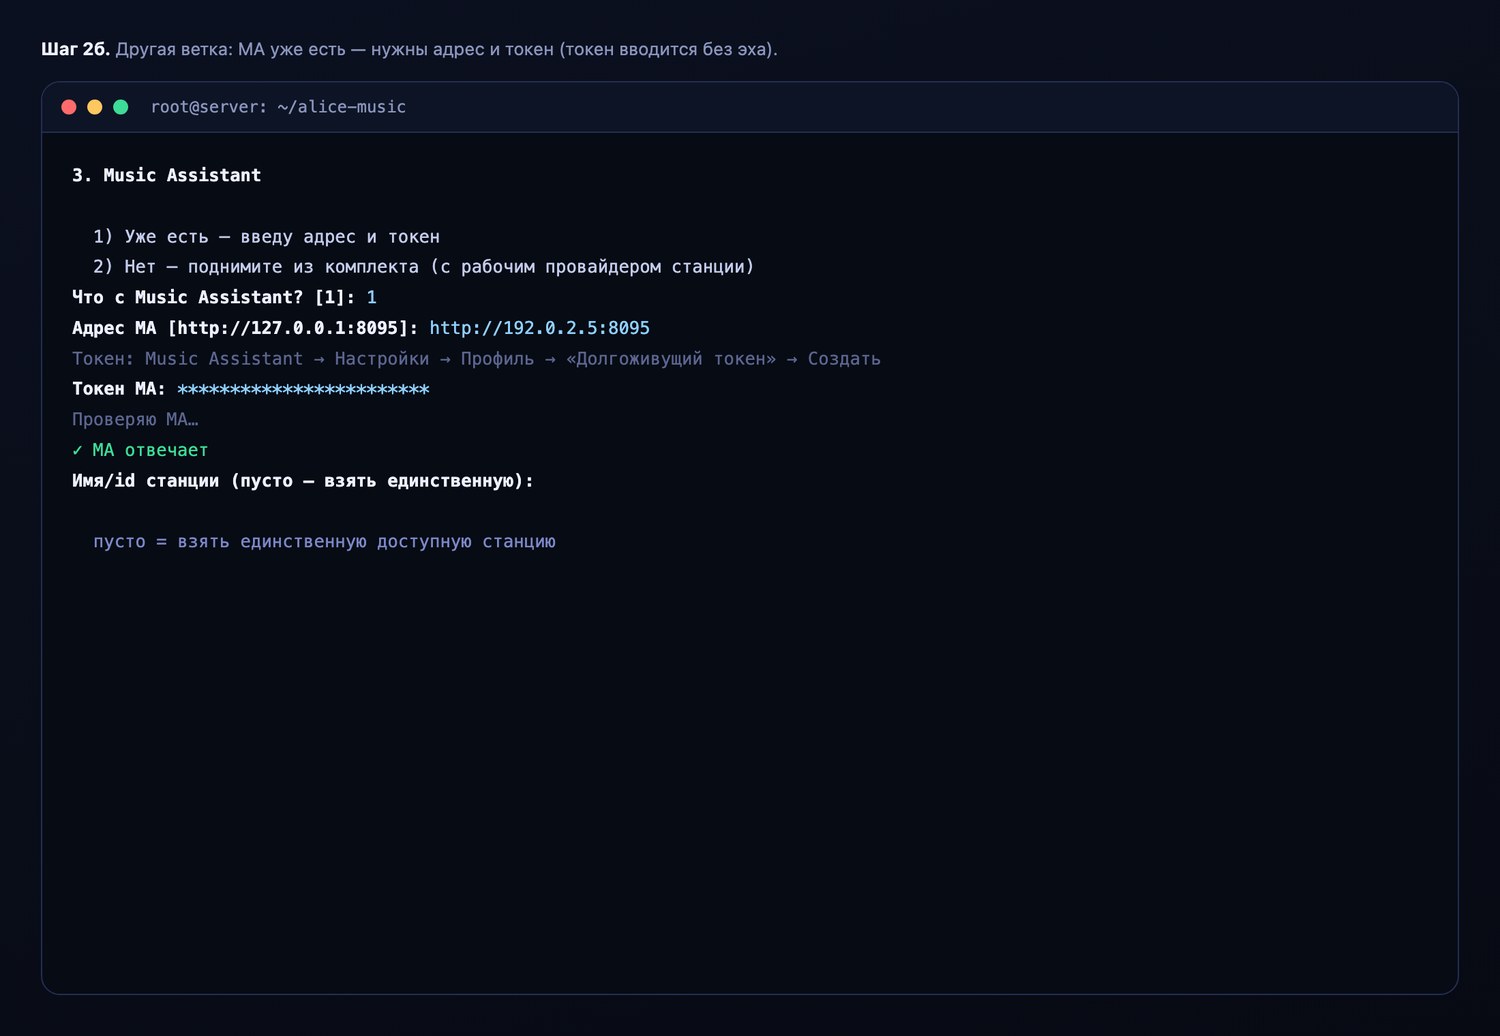 Шаг 2б. Другая ветка: МА уже есть — нужны адрес и токен (токен вводится без эха).
root@server: ~/alice-music
3. Music Assistant
1) Уже есть — введу адрес и токен
2) Нет — поднимите из комплекта (с рабочим провайдером станции)
Что с Music Assistant? [1]: 1
Адрес МА [http://127.0.0.1:8095]: http://192.0.2.5:8095
Токен: Music Assistant → Настройки → Профиль → «Долгоживущий токен» → Создать
Токен МА: ************************
Проверяю МА…
✓ МА отвечает
Имя/id станции (пусто — взять единственную):
пусто = взять единственную доступную станцию